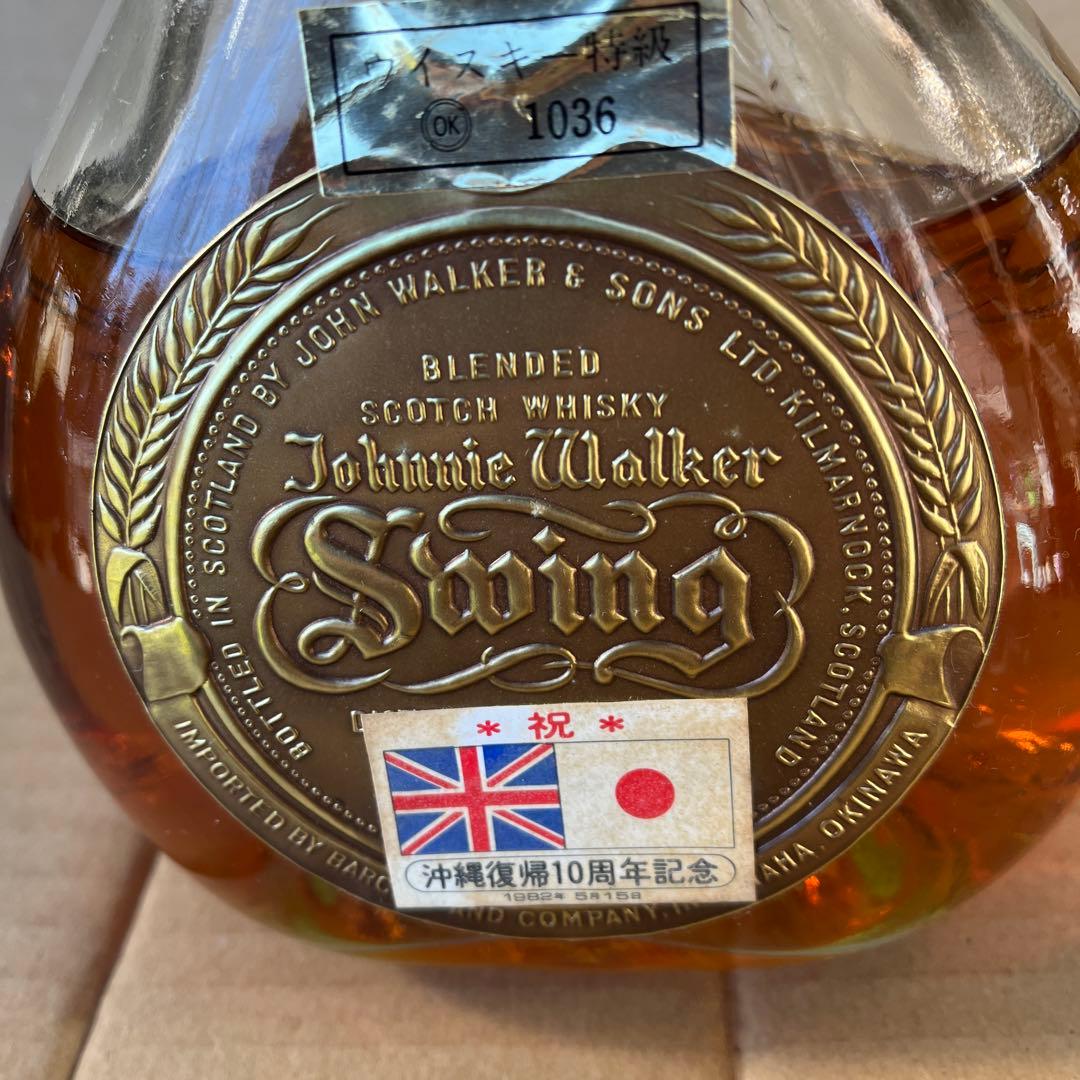 ウイスキー特級
OK 1036
BOTTLED IN SCOTLAND BY JOHN WALKER & SONS LTD. KILMARNOCK. SCOTLAND
BLENDED
SCOTCH WHISKY
Johnnie Walker
Swing
* 祝 *
沖縄復帰10周年記念
1982年 5月15日
IMPORTED BY AND COMPANY, OKINAWA